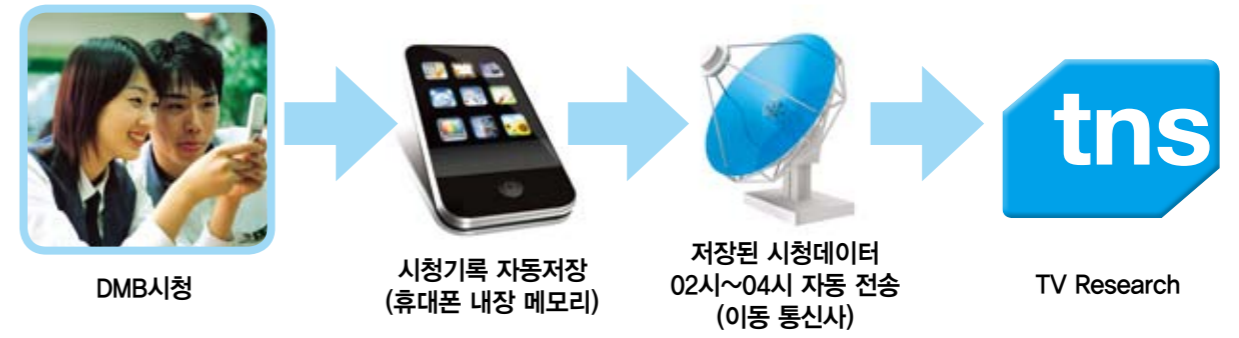 DMB시청
시청기록 자동저장
(휴대폰 내장 메모리)
저장된 시청데이터
02시~04시 자동 전송
(이동 통신사)
tns
TV Research